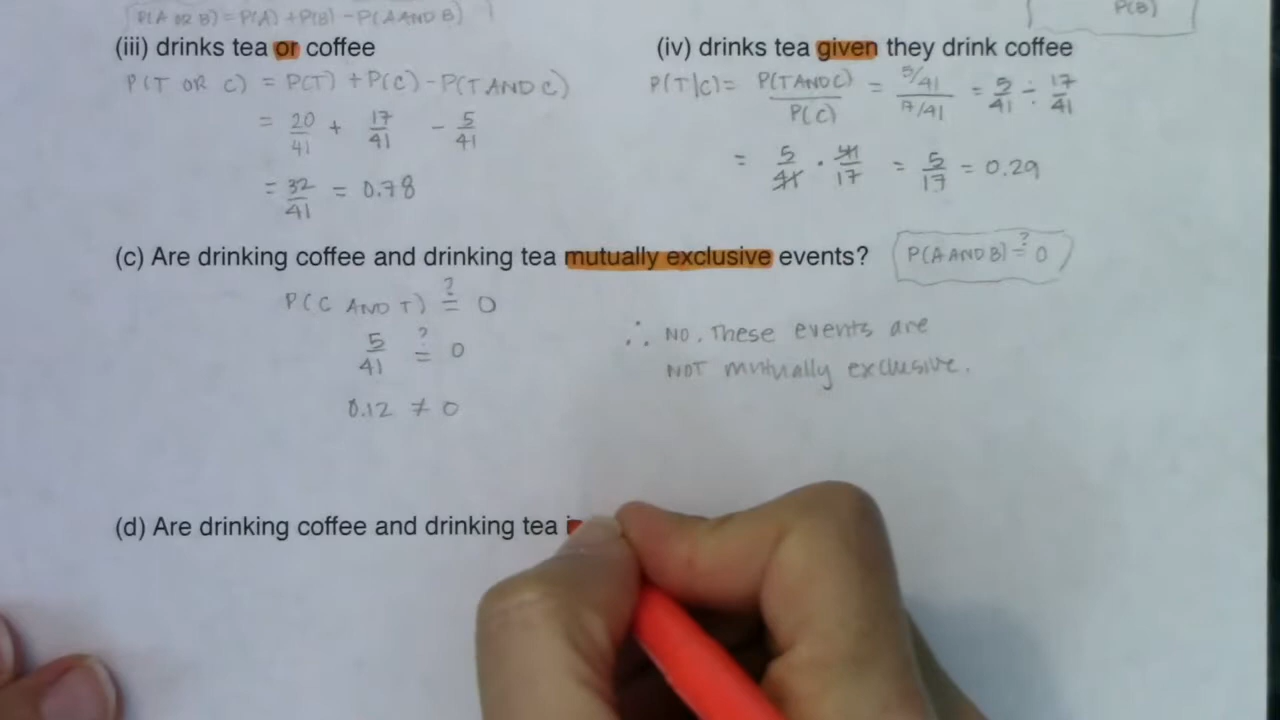 P(A OR B) = P(A) + P(B) - P(A AND B)
P(B)
(iii) drinks tea or coffee
P(T OR C) = P(T) + P(C) - P(T AND C)
= 20/41 + 17/41 - 5/41
= 32/41 = 0.78
(iv) drinks tea given they drink coffee
P(T|C) = P(T AND C)/P(C) = 5/41 / 17/41 = 5/41 ÷ 17/41
= 5/41 · 41/17 = 5/17 = 0.29
(c) Are drinking coffee and drinking tea mutually exclusive events?
P(A AND B) ≟ 0
P(C AND T) ≟ 0
5/41 ≟ 0
0.12 ≠ 0
∴ NO. These events are
NOT mutually exclusive.
(d) Are drinking coffee and drinking tea